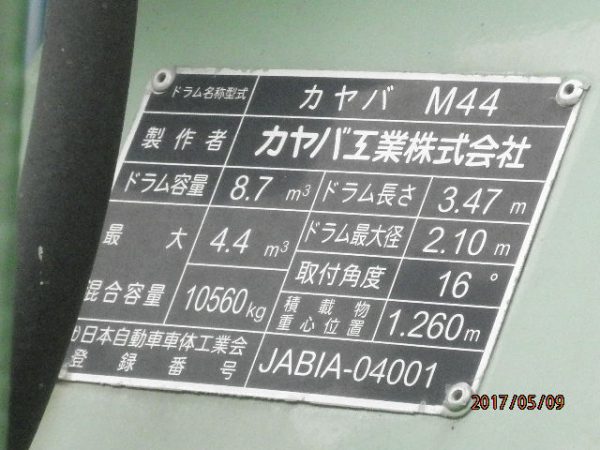 ドラム名称型式 カヤバ M44
製作者 カヤバ工業株式会社
ドラム容量 8.7 m³ ドラム長さ 3.47 m
最大 4.4 m³ ドラム最大径 2.10 m
混合容量 10560kg 取付角度 16°
積載物重心位置 1.260m
日本自動車車体工業会
登録番号 JABIA-04001
2017/05/09